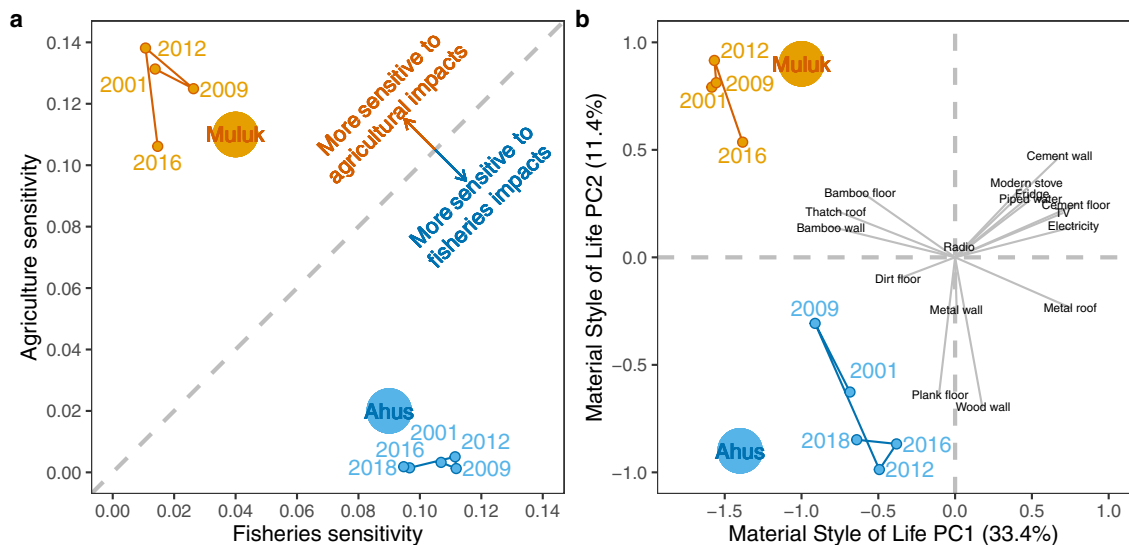 a
0.14
0.12
0.10
0.08
0.06
0.04
0.02
0.00
Agriculture sensitivity
0.00
0.02
0.04
0.06
0.08
0.10
0.12
0.14
Fisheries sensitivity
2012
2001
2009
Muluk
2016
More sensitive to
agricultural impacts
More sensitive to
fisheries impacts
Ahus
2001
2012
2016
2018
2009
b
1.0
0.5
0.0
−0.5
−1.0
Material Style of Life PC2 (11.4%)
−1.5
−1.0
−0.5
0.0
0.5
1.0
Material Style of Life PC1 (33.4%)
2012
Muluk
2009
2001
2016
Cement wall
Modern stove
Fridge
Piped water
Cement floor
TV
Electricity
Bamboo floor
Thatch roof
Bamboo wall
Radio
Dirt floor
Metal wall
Metal roof
Plank floor
Wood wall
2009
2001
2018
2016
2012
Ahus